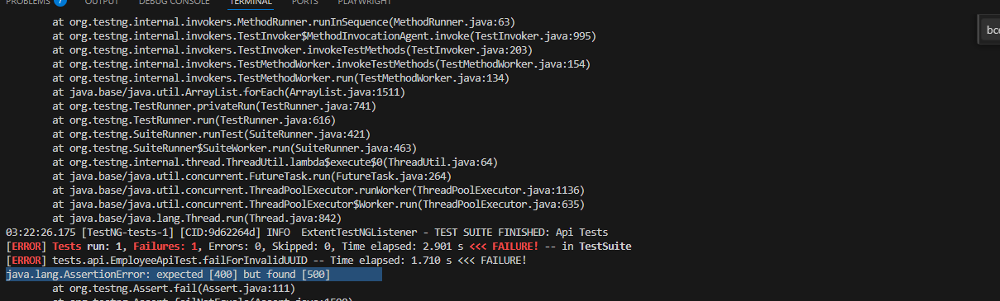 PROBLEMS 7 OUTPUT DEBUG CONSOLE TERMINAL PORTS PLAYWRIGHT
at org.testng.internal.invokers.MethodRunner.runInSequence(MethodRunner.java:63)
at org.testng.internal.invokers.TestInvoker$MethodInvocationAgent.invoke(TestInvoker.java:995)
at org.testng.internal.invokers.TestInvoker.invokeTestMethods(TestInvoker.java:203)
at org.testng.internal.invokers.TestMethodWorker.invokeTestMethods(TestMethodWorker.java:154)
at org.testng.internal.invokers.TestMethodWorker.run(TestMethodWorker.java:134)
at java.base/java.util.ArrayList.forEach(ArrayList.java:1511)
at org.testng.TestRunner.privateRun(TestRunner.java:741)
at org.testng.TestRunner.run(TestRunner.java:616)
at org.testng.SuiteRunner.runTest(SuiteRunner.java:421)
at org.testng.SuiteRunner$SuiteWorker.run(SuiteRunner.java:463)
at org.testng.internal.thread.ThreadUtil.lambda$execute$0(ThreadUtil.java:64)
at java.base/java.util.concurrent.FutureTask.run(FutureTask.java:264)
at java.base/java.util.concurrent.ThreadPoolExecutor.runWorker(ThreadPoolExecutor.java:1136)
at java.base/java.util.concurrent.ThreadPoolExecutor$Worker.run(ThreadPoolExecutor.java:635)
at java.base/java.lang.Thread.run(Thread.java:842)
03:22:26.175 [TestNG-tests-1] [CID:9d62264d] INFO  ExtentTestNGListener - TEST SUITE FINISHED: Api Tests
[ERROR] Tests run: 1, Failures: 1, Errors: 0, Skipped: 0, Time elapsed: 2.901 s <<< FAILURE! -- in TestSuite
[ERROR] tests.api.EmployeeApiTest.failForInvalidUUID -- Time elapsed: 1.710 s <<< FAILURE!
java.lang.AssertionError: expected [400] but found [500]
at org.testng.Assert.fail(Assert.java:111)